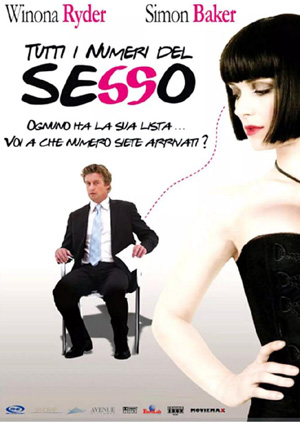 Winona Ryder Simon Baker
TUTTI I NUMERI DEL
SESSO
OGNUNO HA LA SUA LISTA...
VOI A CHE NUMERO SIETE ARRIVATI?
AVENUE
MOVIEMAX